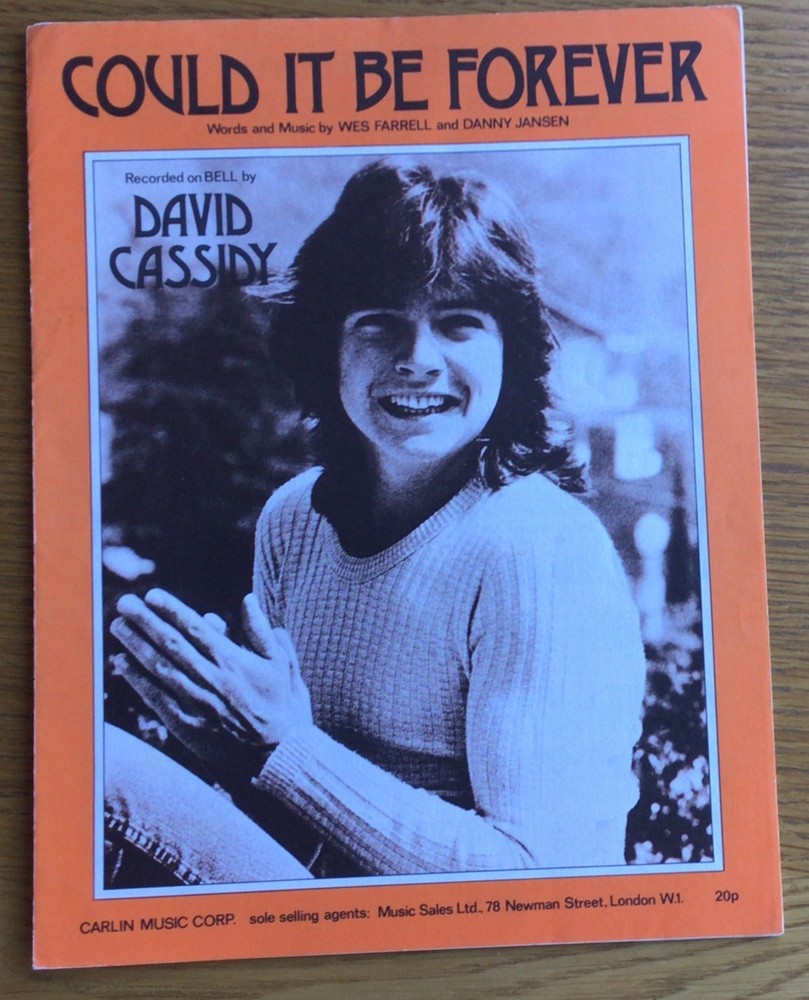 COULD IT BE FOREVER
Words and Music by WES FARRELL and DANNY JANSEN
Recorded on BELL by
DAVID
CASSIDY
CARLIN MUSIC CORP. sole selling agents: Music Sales Ltd., 78 Newman Street, London W.1. 20p